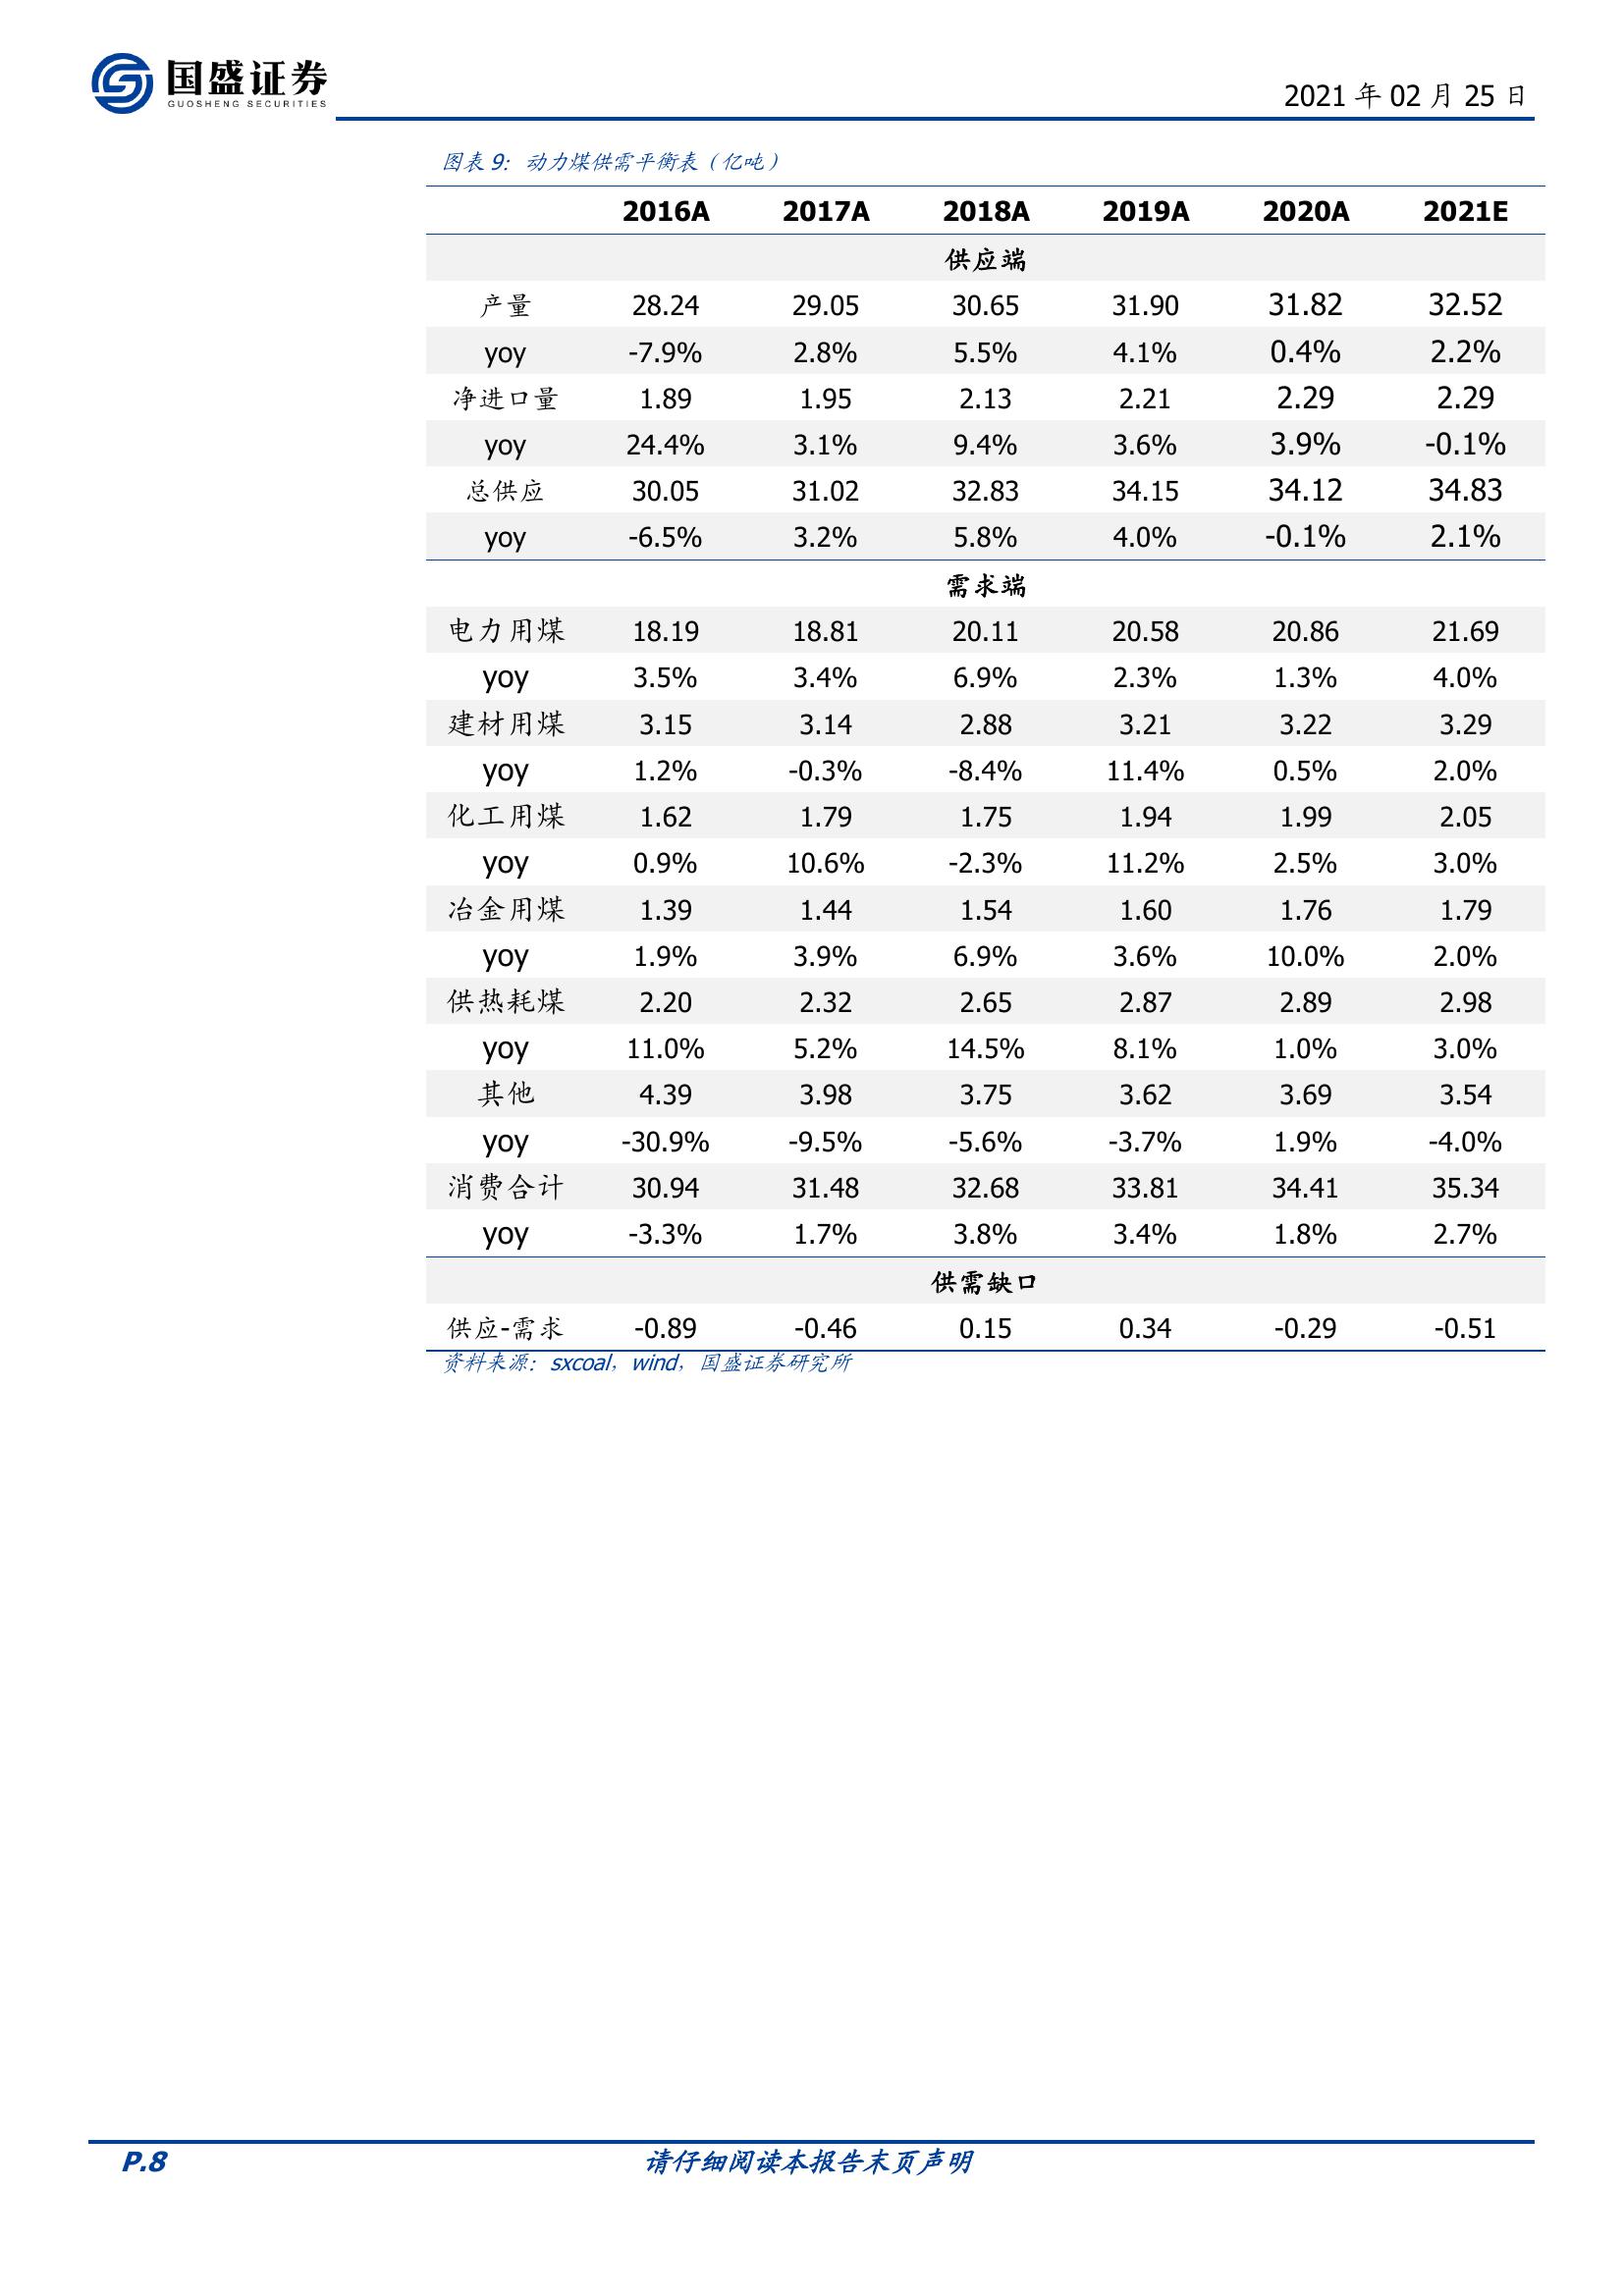 国盛证券
GUOSHENG SECURITIES
2021 年 02 月 25 日
图表 9：动力煤供需平衡表（亿吨）
2016A 2017A 2018A 2019A 2020A 2021E
供应端
产量 28.24 29.05 30.65 31.90 31.82 32.52
yoy -7.9% 2.8% 5.5% 4.1% 0.4% 2.2%
净进口量 1.89 1.95 2.13 2.21 2.29 2.29
yoy 24.4% 3.1% 9.4% 3.6% 3.9% -0.1%
总供应 30.05 31.02 32.83 34.15 34.12 34.83
yoy -6.5% 3.2% 5.8% 4.0% -0.1% 2.1%
需求端
电力用煤 18.19 18.81 20.11 20.58 20.86 21.69
yoy 3.5% 3.4% 6.9% 2.3% 1.3% 4.0%
建材用煤 3.15 3.14 2.88 3.21 3.22 3.29
yoy 1.2% -0.3% -8.4% 11.4% 0.5% 2.0%
化工用煤 1.62 1.79 1.75 1.94 1.99 2.05
yoy 0.9% 10.6% -2.3% 11.2% 2.5% 3.0%
冶金用煤 1.39 1.44 1.54 1.60 1.76 1.79
yoy 1.9% 3.9% 6.9% 3.6% 10.0% 2.0%
供热耗煤 2.20 2.32 2.65 2.87 2.89 2.98
yoy 11.0% 5.2% 14.5% 8.1% 1.0% 3.0%
其他 4.39 3.98 3.75 3.62 3.69 3.54
yoy -30.9% -9.5% -5.6% -3.7% 1.9% -4.0%
消费合计 30.94 31.48 32.68 33.81 34.41 35.34
yoy -3.3% 1.7% 3.8% 3.4% 1.8% 2.7%
供需缺口
供应-需求 -0.89 -0.46 0.15 0.34 -0.29 -0.51
资料来源：sxcoal，wind，国盛证券研究所
P.8 请仔细阅读本报告末页声明